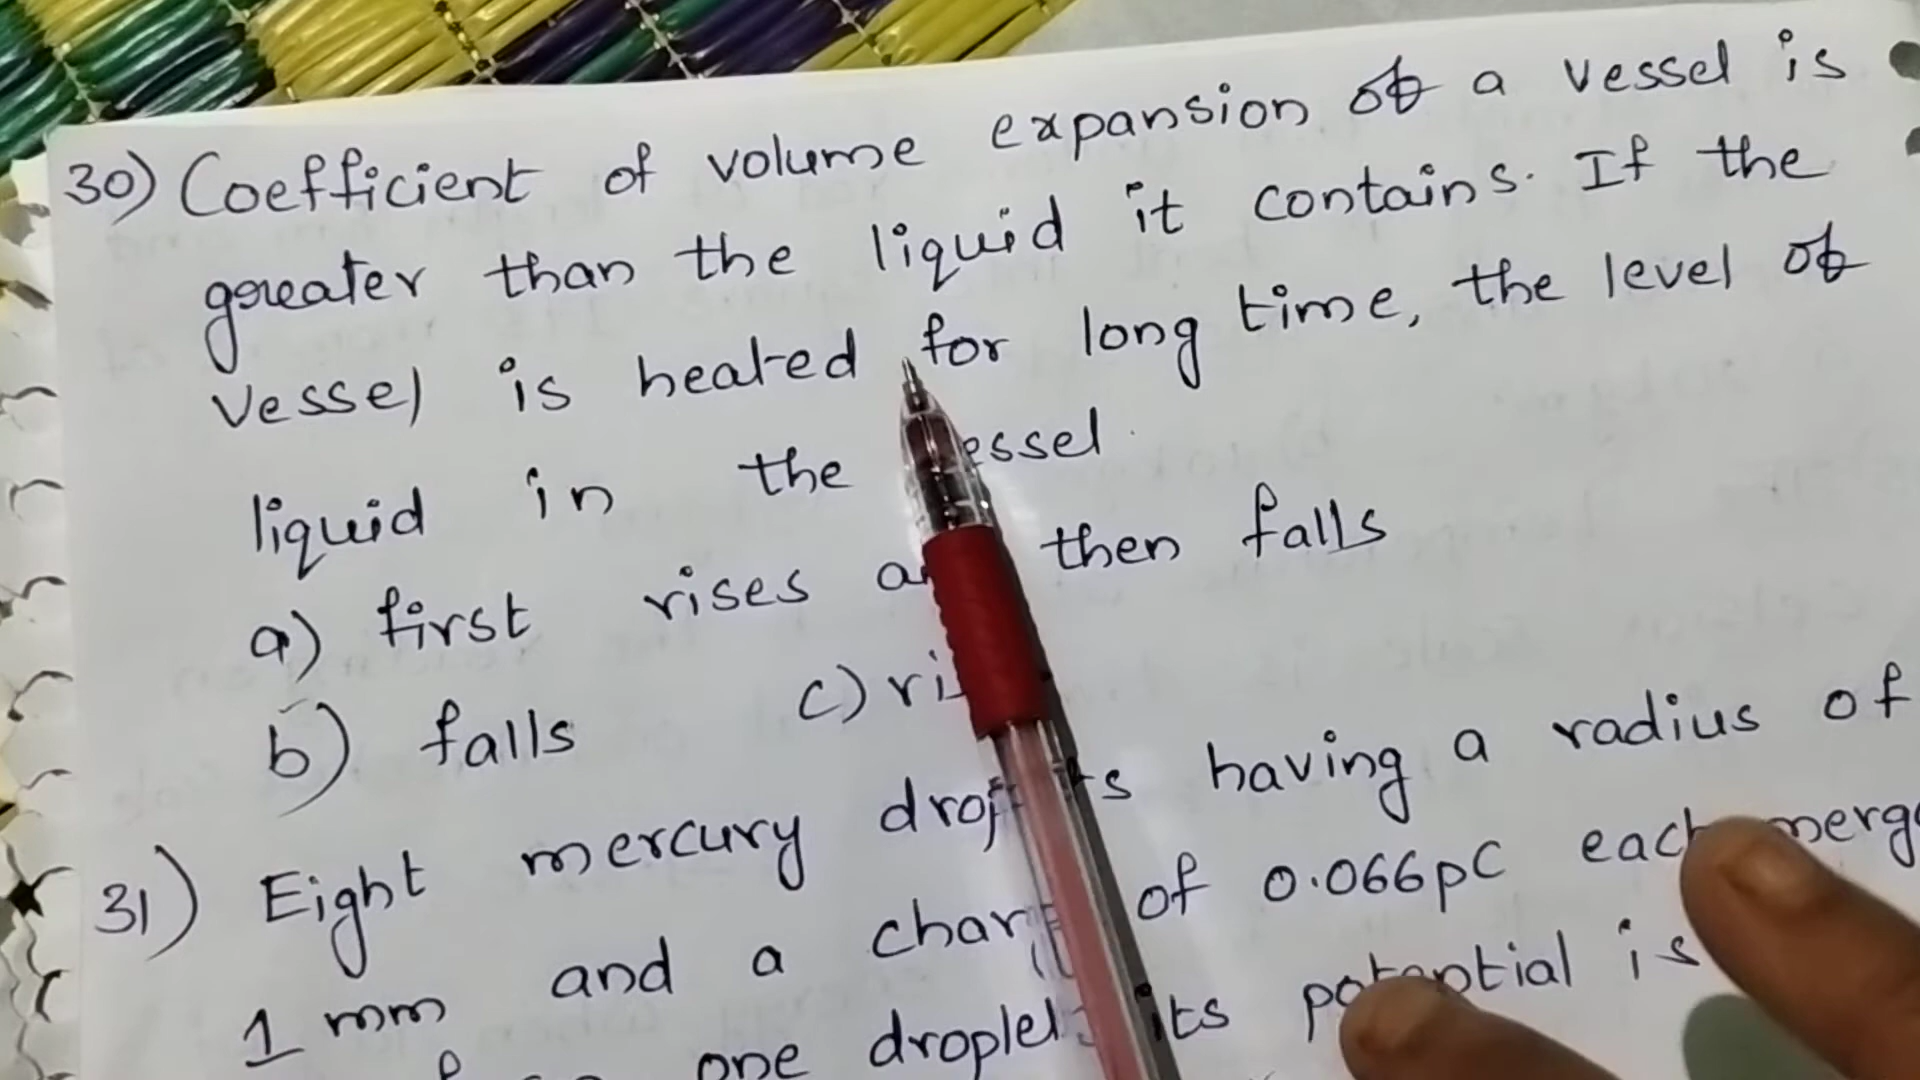 30) Coefficient of volume expansion of a vessel is
greater than the liquid it contains. If the
vessel is heated for long time, the level of
liquid in the essel
a) first rises a then falls
b) falls c) ri
31) Eight mercury drop ts having a radius of
1 mm and a char of 0.066pC each merge
one droplet its potential is